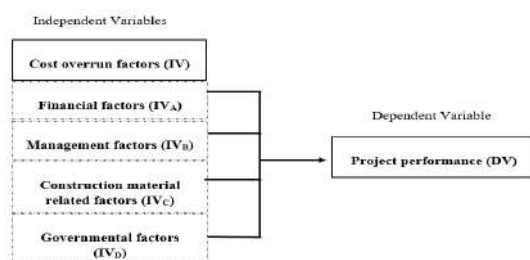 Independent Variables
Cost overrun factors (IV)
Financial factors (IVA)
Management factors (IVB)
Construction material
related factors (IVC)
Governmental factors
(IVD)
Dependent Variable
Project performance (DV)